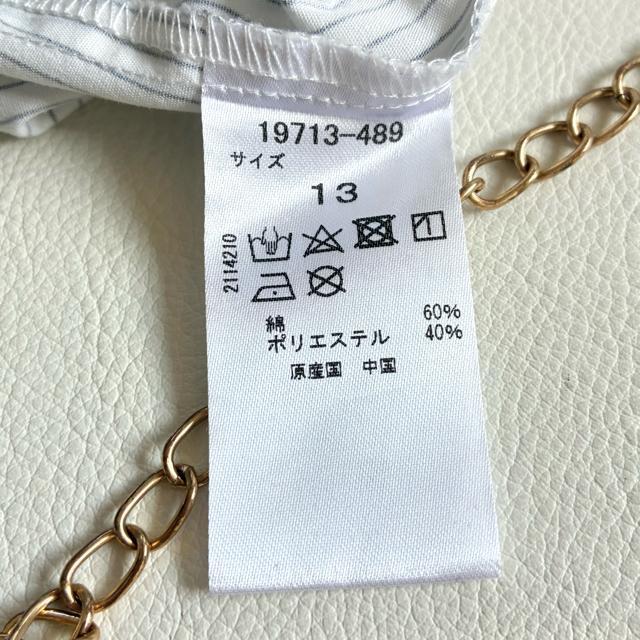 19713-489
サイズ
13
2114210
綿 60%
ポリエステル 40%
原産国 中国